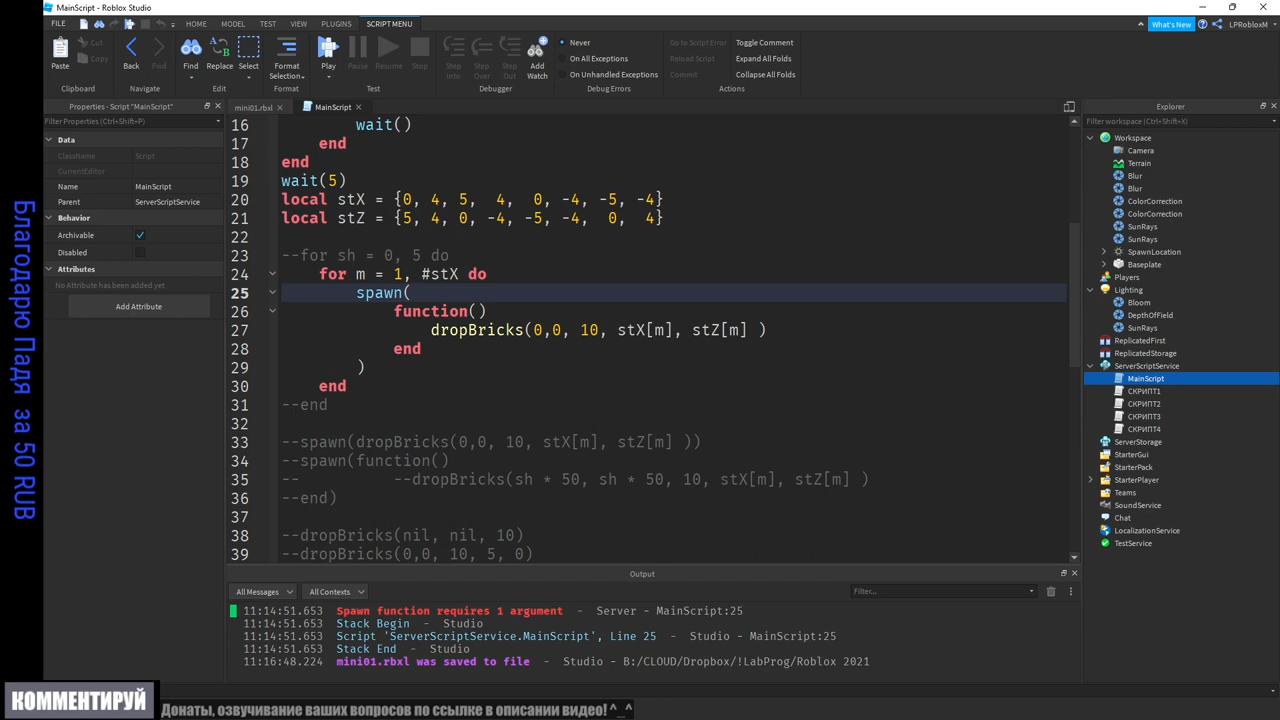 MainScript - Roblox Studio
FILE HOME MODEL TEST VIEW PLUGINS SCRIPT MENU What's New LPRobloxM
Paste Cut Copy Back Forward Find Replace Select Format Selection Play Pause Resume Stop Step Into Step Over Step Out Add Watch Never On All Exceptions On Unhandled Exceptions Go to Script Error Reload Script Commit Toggle Comment Expand All Folds Collapse All Folds
Clipboard Navigate Edit Format Test Debugger Debug Errors Actions
Properties - Script "MainScript"
Filter Properties (Ctrl+Shift+P)
Data
ClassName Script
CurrentEditor
Name MainScript
Parent ServerScriptService
Behavior
Archivable
Disabled
Attributes
No Attribute has been added yet
Add Attribute
mini01.rbxl MainScript
16 wait()
17 end
18 end
19 wait(5)
20 local stX = {0, 4, 5, 4, 0, -4, -5, -4}
21 local stZ = {5, 4, 0, -4, -5, -4, 0, 4}
22
23 --for sh = 0, 5 do
24 for m = 1, #stX do
25 spawn(
26 function()
27 dropBricks(0,0, 10, stX[m], stZ[m] )
28 end
29 )
30 end
31 --end
32
33 --spawn(dropBricks(0,0, 10, stX[m], stZ[m] ))
34 --spawn(function()
35 -- --dropBricks(sh * 50, sh * 50, 10, stX[m], stZ[m] )
36 --end)
37
38 --dropBricks(nil, nil, 10)
39 --dropBricks(0,0, 10, 5, 0)
Output
All Messages All Contexts Filter...
11:14:51.653 Spawn function requires 1 argument - Server - MainScript:25
11:14:51.653 Stack Begin - Studio
11:14:51.653 Script 'ServerScriptService.MainScript', Line 25 - Studio - MainScript:25
11:14:51.653 Stack End - Studio
11:16:48.224 mini01.rbxl was saved to file - Studio - B:/CLOUD/Dropbox/!LabProg/Roblox 2021
Explorer
Filter workspace (Ctrl+Shift+X)
Workspace
Camera
Terrain
Blur
Blur
ColorCorrection
ColorCorrection
SunRays
SunRays
SpawnLocation
Baseplate
Players
Lighting
Bloom
DepthOfField
SunRays
ReplicatedFirst
ReplicatedStorage
ServerScriptService
MainScript
СКРИПТ1
СКРИПТ2
СКРИПТ3
СКРИПТ4
ServerStorage
StarterGui
StarterPack
StarterPlayer
Teams
SoundService
Chat
LocalizationService
TestService
Благодарю Падя за 50 RUB
КОММЕНТИРУЙ
Донаты, озвучивание ваших вопросов по ссылке в описании видео! ^_^